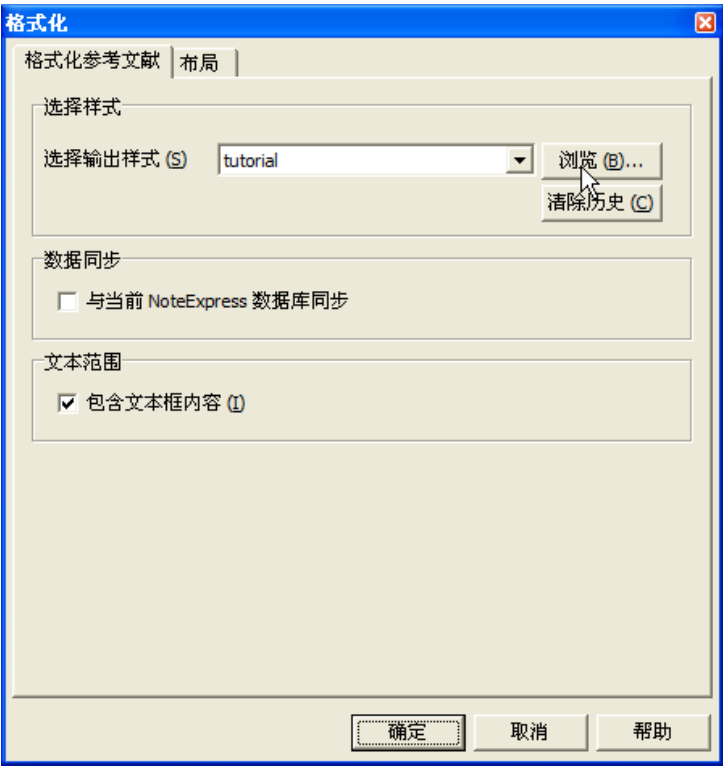 格式化
格式化参考文献 布局
选择样式
选择输出样式 (S) tutorial 浏览 (B)...
清除历史 (C)
数据同步
与当前 NoteExpress 数据库同步
文本范围
包含文本框内容 (I)
确定 取消 帮助